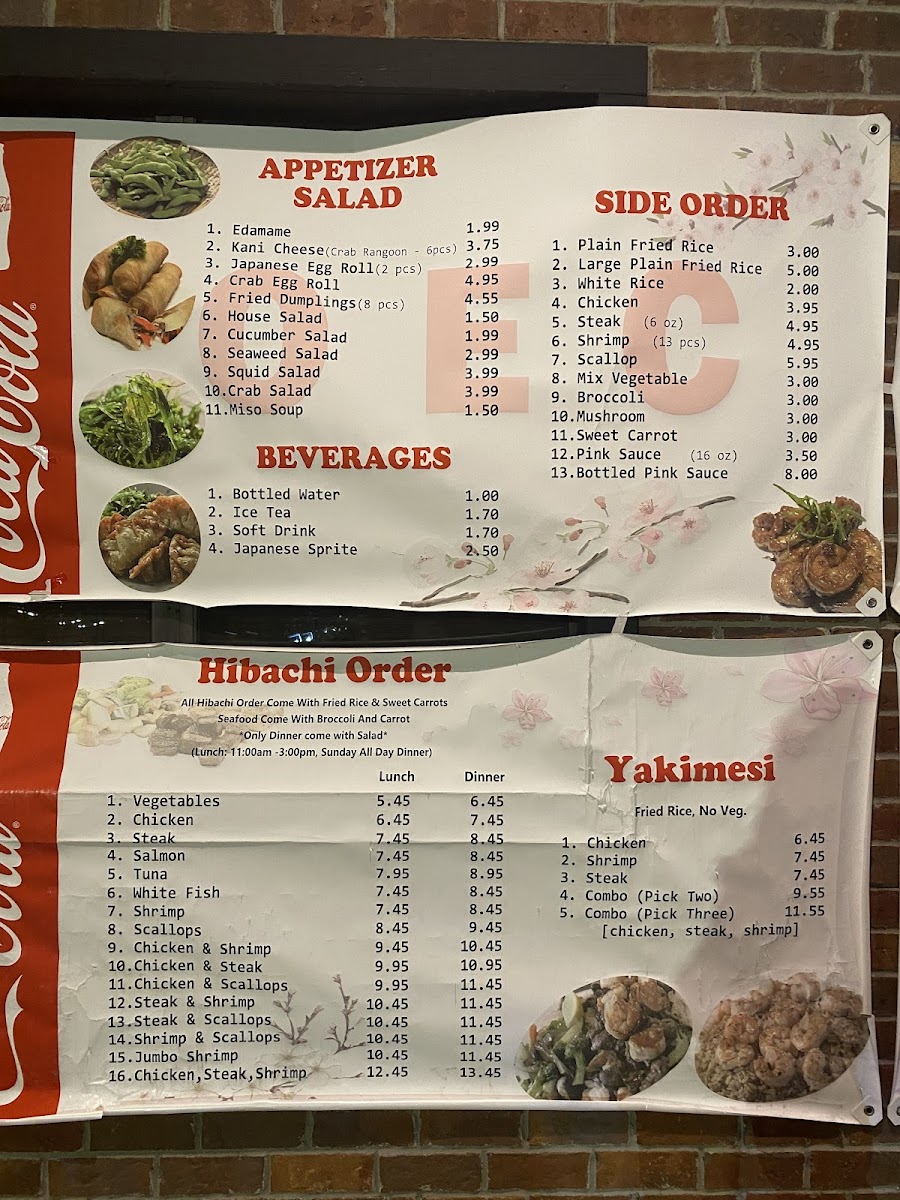 APPETIZER
SALAD
1. Edamame 1.99
2. Kani Cheese(Crab Rangoon - 6pcs) 3.75
3. Japanese Egg Roll(2 pcs) 2.99
4. Crab Egg Roll 4.95
5. Fried Dumplings(8 pcs) 4.55
6. House Salad 1.50
7. Cucumber Salad 1.99
8. Seaweed Salad 2.99
9. Squid Salad 3.99
10.Crab Salad 3.99
11.Miso Soup 1.50
BEVERAGES
1. Bottled Water 1.00
2. Ice Tea 1.70
3. Soft Drink 1.70
4. Japanese Sprite 2.50
SIDE ORDER
1. Plain Fried Rice 3.00
2. Large Plain Fried Rice 5.00
3. White Rice 2.00
4. Chicken 3.95
5. Steak (6 oz) 4.95
6. Shrimp (13 pcs) 4.95
7. Scallop 5.95
8. Mix Vegetable 3.00
9. Broccoli 3.00
10.Mushroom 3.00
11.Sweet Carrot 3.00
12.Pink Sauce (16 oz) 3.50
13.Bottled Pink Sauce 8.00
E C
Coca-Cola ®
Hibachi Order
All Hibachi Order Come With Fried Rice & Sweet Carrots
Seafood Come With Broccoli And Carrot
*Only Dinner come with Salad*
(Lunch: 11:00am -3:00pm, Sunday All Day Dinner)
Lunch Dinner
1. Vegetables 5.45 6.45
2. Chicken 6.45 7.45
3. Steak 7.45 8.45
4. Salmon 7.45 8.45
5. Tuna 7.95 8.95
6. White Fish 7.45 8.45
7. Shrimp 7.45 8.45
8. Scallops 8.45 9.45
9. Chicken & Shrimp 9.45 10.45
10.Chicken & Steak 9.95 10.95
11.Chicken & Scallops 9.95 11.45
12.Steak & Shrimp 10.45 11.45
13.Steak & Scallops 10.45 11.45
14.Shrimp & Scallops 10.45 11.45
15.Jumbo Shrimp 10.45 11.45
16.Chicken,Steak,Shrimp 12.45 13.45
Yakimesi
Fried Rice, No Veg.
1. Chicken 6.45
2. Shrimp 7.45
3. Steak 7.45
4. Combo (Pick Two) 9.55
5. Combo (Pick Three) 11.55
[chicken, steak, shrimp]
Cola ®